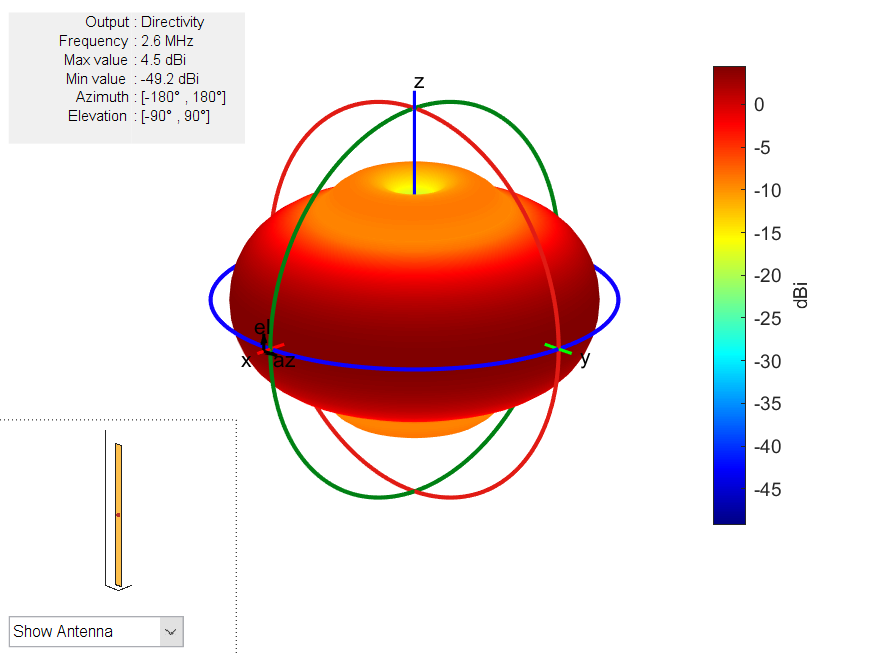 Output : Directivity
Frequency : 2.6 MHz
Max value : 4.5 dBi
Min value : -49.2 dBi
Azimuth : [-180° , 180°]
Elevation : [-90° , 90°]
z
el
x
az
y
0
-5
-10
-15
-20
-25
-30
-35
-40
-45
dBi
Show Antenna